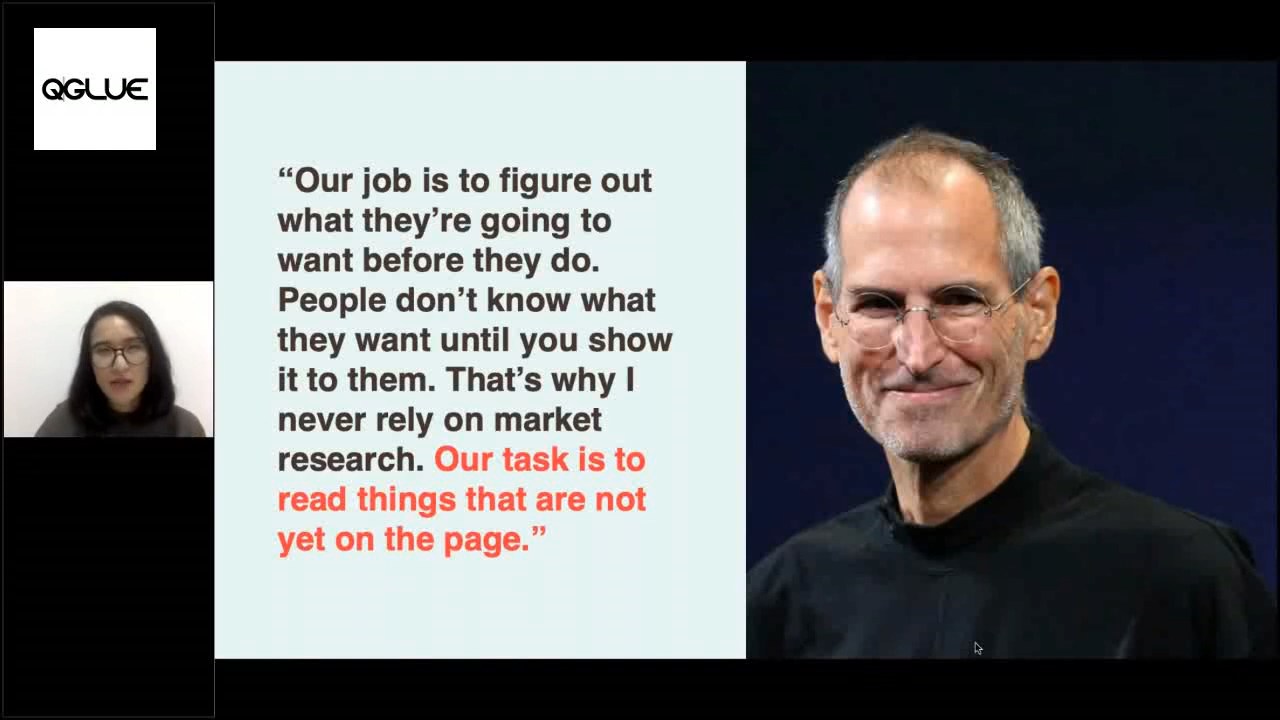 QGLUE
“Our job is to figure out
what they’re going to
want before they do.
People don’t know what
they want until you show
it to them. That’s why I
never rely on market
research. Our task is to
read things that are not
yet on the page.”